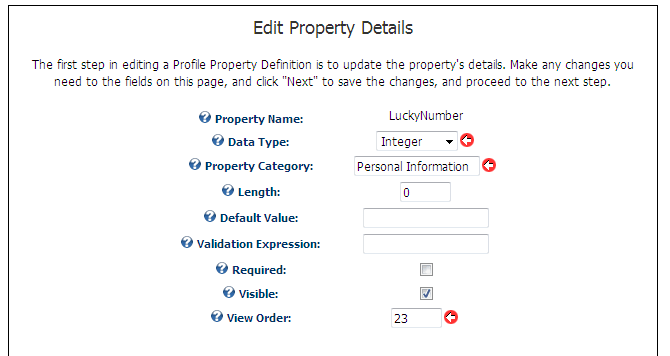 Edit Property Details
The first step in editing a Profile Property Definition is to update the property's details. Make any changes you
need to the fields on this page, and click "Next" to save the changes, and proceed to the next step.
Property Name: LuckyNumber
Data Type: Integer
Property Category: Personal Information
Length: 0
Default Value:
Validation Expression:
Required:
Visible:
View Order: 23